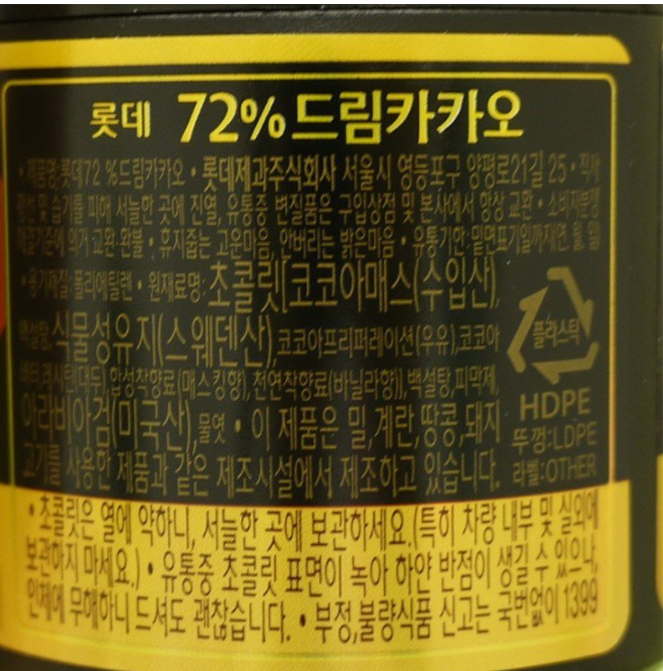 롯데 72%드림카카오
• 제품명:롯데72 %드림카카오 • 롯데제과주식회사 서울시 영등포구 양평로21길 25 • 직사
광선 및 습기를 피해 서늘한 곳에 진열, 유통중 변질품은 구입상점 및 본사에서 항상 교환 • 소비자분쟁
해결기준에 의거 교환·환불 • 휴지줍는 고운마음, 안버리는 밝은마음 • 유통기한:밑면표기일까지(연.월.일)
• 용기재질:폴리에틸렌 • 원재료명: 초콜릿[코코아매스(수입산),
백설탕,식물성유지(스웨덴산),코코아프리퍼레이션(우유),코코아
버터,레시틴(대두),합성착향료(매스킹향),천연착향료(바닐라향)],백설탕,피막제,
아라비아검(미국산),물엿 • 이 제품은 밀,계란,땅콩,돼지
고기를 사용한 제품과 같은 제조시설에서 제조하고 있습니다.
플라스틱
HDPE
뚜껑:LDPE
라벨:OTHER
• 초콜릿은 열에 약하니, 서늘한 곳에 보관하세요.(특히 차량 내부 및 실외에
보관하지 마세요.) • 유통중 초콜릿 표면이 녹아 하얀 반점이 생길 수 있으나,
인체에 무해하니 드셔도 괜찮습니다. • 부정,불량식품 신고는 국번없이 1399